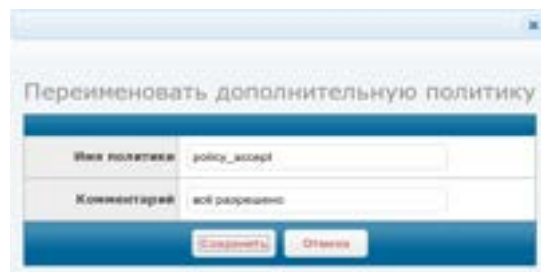 Переименовать дополнительную политику
Имя политики policy_accept
Комментарий всё разрешено
Сохранить Отмена